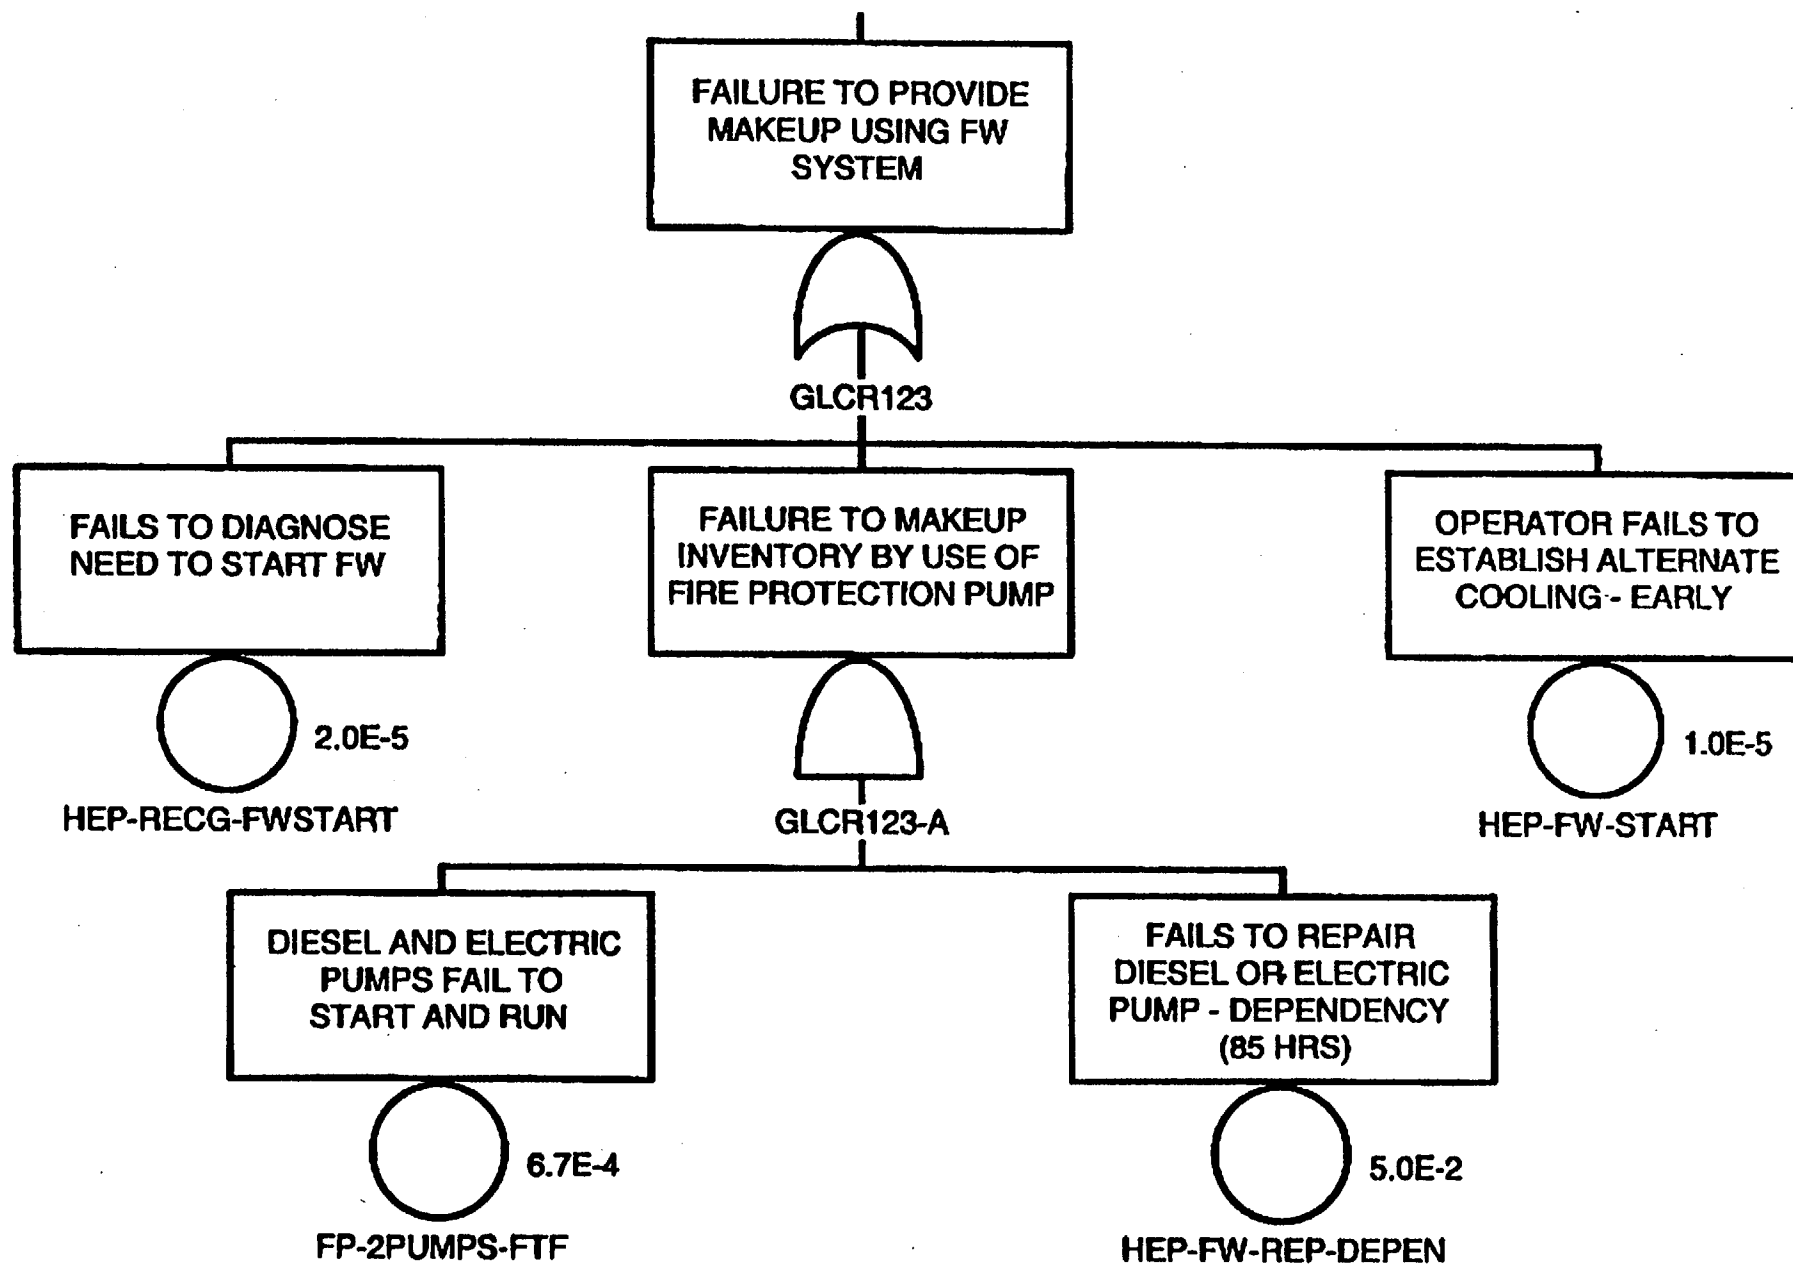 FAILURE TO PROVIDE
MAKEUP USING FW
SYSTEM
GLCR123
FAILS TO DIAGNOSE
NEED TO START FW
2.0E-5
HEP-RECG-FWSTART
FAILURE TO MAKEUP
INVENTORY BY USE OF
FIRE PROTECTION PUMP
GLCR123-A
OPERATOR FAILS TO
ESTABLISH ALTERNATE
COOLING - EARLY
1.0E-5
HEP-FW-START
DIESEL AND ELECTRIC
PUMPS FAIL TO
START AND RUN
6.7E-4
FP-2PUMPS-FTF
FAILS TO REPAIR
DIESEL OR ELECTRIC
PUMP - DEPENDENCY
(85 HRS)
5.0E-2
HEP-FW-REP-DEPEN